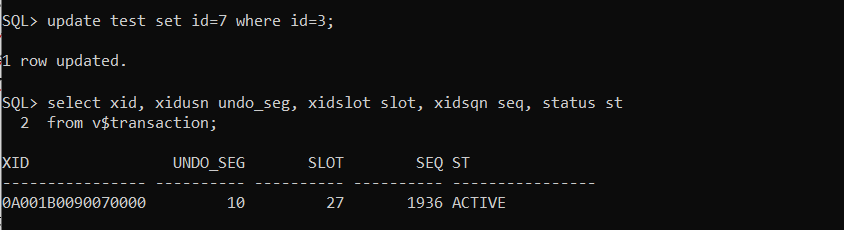 SQL> update test set id=7 where id=3;
1 row updated.
SQL> select xid, xidusn undo_seg, xidslot slot, xidsqn seq, status st
2 from v$transaction;
XID UNDO_SEG SLOT SEQ ST
---------------- ---------- ---------- ---------- ----------------
0A001B0090070000 10 27 1936 ACTIVE